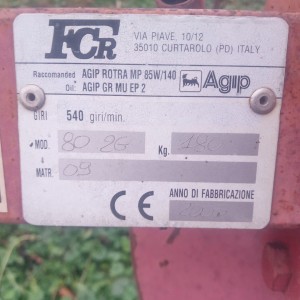 FCR
VIA PIAVE, 10/12
35010 CURTAROLO (PD) ITALY
Raccomanded AGIP ROTRA MP 85W/140
Oil: AGIP GR MU EP 2
Agip
GIRI 540 giri/min.
MOD. 80 2G Kg.
& MATR. 09
CE ANNO DI FABBRICAZIONE